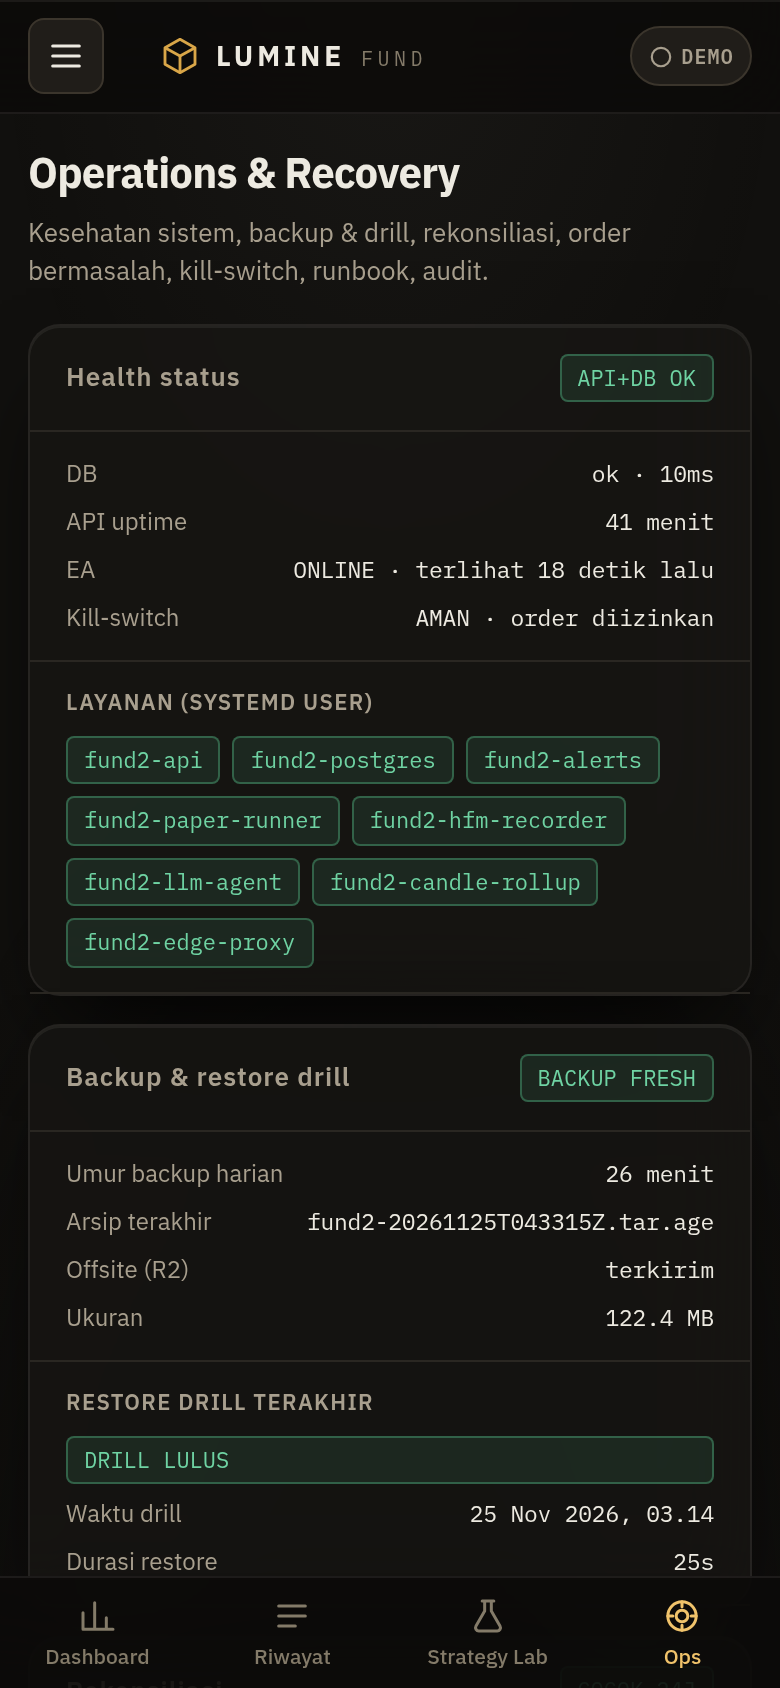 LUMINE FUND
DEMO
Operations & Recovery
Kesehatan sistem, backup & drill, rekonsiliasi, order
bermasalah, kill-switch, runbook, audit.
Health status
API+DB OK
DB
ok · 10ms
API uptime
41 menit
EA
ONLINE · terlihat 18 detik lalu
Kill-switch
AMAN · order diizinkan
LAYANAN (SYSTEMD USER)
fund2-api
fund2-postgres
fund2-alerts
fund2-paper-runner
fund2-hfm-recorder
fund2-llm-agent
fund2-candle-rollup
fund2-edge-proxy
Backup & restore drill
BACKUP FRESH
Umur backup harian
26 menit
Arsip terakhir
fund2-20261125T043315Z.tar.age
Offsite (R2)
terkirim
Ukuran
122.4 MB
RESTORE DRILL TERAKHIR
DRILL LULUS
Waktu drill
25 Nov 2026, 03.14
Durasi restore
25s
Dashboard
Riwayat
Strategy Lab
Ops